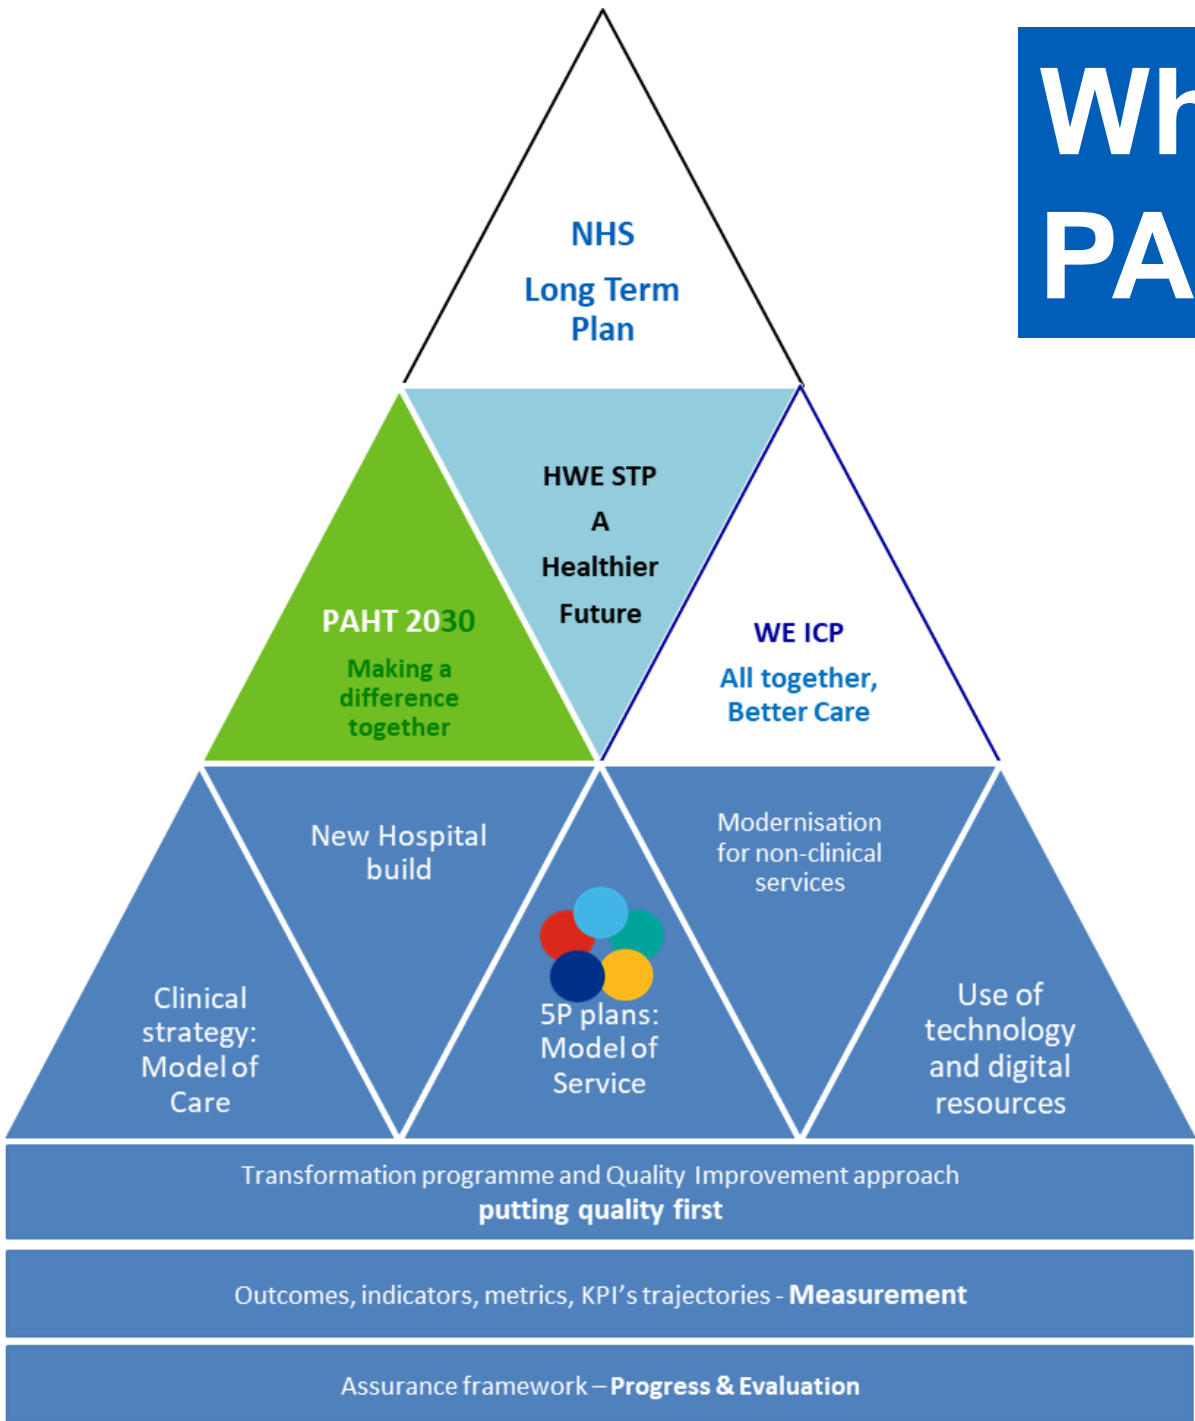 Wh
PA
NHS
Long Term
Plan
HWE STP
A
Healthier
Future
PAHT 2030
Making a
difference
together
WE ICP
All together,
Better Care
New Hospital
build
Modernisation
for non-clinical
services
Clinical
strategy:
Model of
Care
5P plans:
Model of
Service
Use of
technology
and digital
resources
Transformation programme and Quality Improvement approach
putting quality first
Outcomes, indicators, metrics, KPI's trajectories - Measurement
Assurance framework – Progress & Evaluation